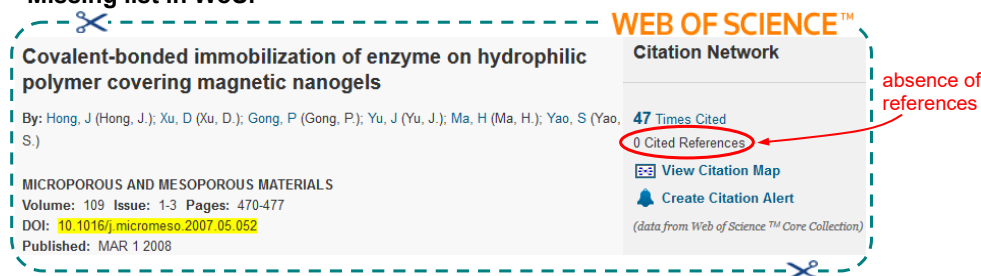 Missing list in WoS:
WEB OF SCIENCE™
Covalent-bonded immobilization of enzyme on hydrophilic
polymer covering magnetic nanogels
By: Hong, J (Hong, J.); Xu, D (Xu, D.); Gong, P (Gong, P.); Yu, J (Yu, J.); Ma, H (Ma, H.); Yao, S (Yao,
S.)
MICROPOROUS AND MESOPOROUS MATERIALS
Volume: 109 Issue: 1-3 Pages: 470-477
DOI: 10.1016/j.micromeso.2007.05.052
Published: MAR 1 2008
Citation Network
47 Times Cited
0 Cited References
View Citation Map
Create Citation Alert
(data from Web of Science ™ Core Collection)
absence of
references